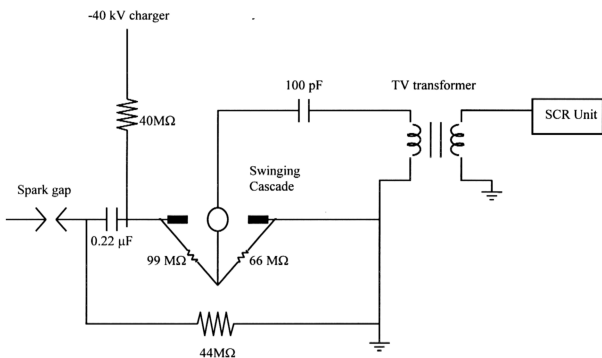 -40 kV charger
100 pF
TV transformer
SCR Unit
40MΩ
Swinging
Cascade
Spark gap
0.22 μF
99 MΩ
66 MΩ
44MΩ